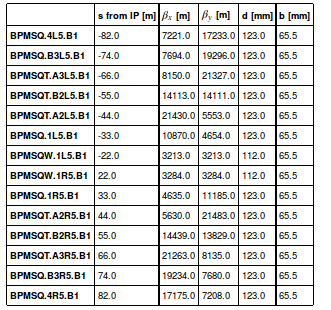 s from IP [m] βx [m] βy [m] d [mm] b [mm]
BPMSQ.4L5.B1 -82.0 7221.0 17233.0 123.0 65.5
BPMSQ.B3L5.B1 -74.0 7694.0 19296.0 123.0 65.5
BPMSQT.A3L5.B1 -66.0 8150.0 21327.0 123.0 65.5
BPMSQT.B2L5.B1 -55.0 14113.0 14111.0 123.0 65.5
BPMSQT.A2L5.B1 -44.0 21430.0 5553.0 123.0 65.5
BPMSQ.1L5.B1 -33.0 10870.0 4654.0 123.0 65.5
BPMSQW.1L5.B1 -22.0 3213.0 3213.0 112.0 65.5
BPMSQW.1R5.B1 22.0 3284.0 3284.0 112.0 65.5
BPMSQ.1R5.B1 33.0 4635.0 11185.0 123.0 65.5
BPMSQT.A2R5.B1 44.0 5630.0 21483.0 123.0 65.5
BPMSQT.B2R5.B1 55.0 14439.0 13829.0 123.0 65.5
BPMSQT.A3R5.B1 66.0 21263.0 8135.0 123.0 65.5
BPMSQ.B3R5.B1 74.0 19234.0 7680.0 123.0 65.5
BPMSQ.4R5.B1 82.0 17175.0 7208.0 123.0 65.5